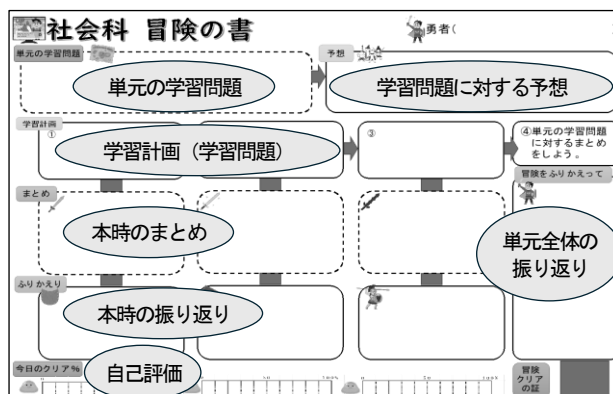 社会科 冒険の書
勇者(
単元の学習問題
予想
単元の学習問題
学習問題に対する予想
学習計画
①
③
④単元の学習問題
に対するまとめ
をしよう。
学習計画(学習問題)
まとめ
冒険をふりかえって
本時のまとめ
単元全体の
振り返り
ふりかえり
本時の振り返り
今日のクリア%
自己評価
冒険
クリア
の証